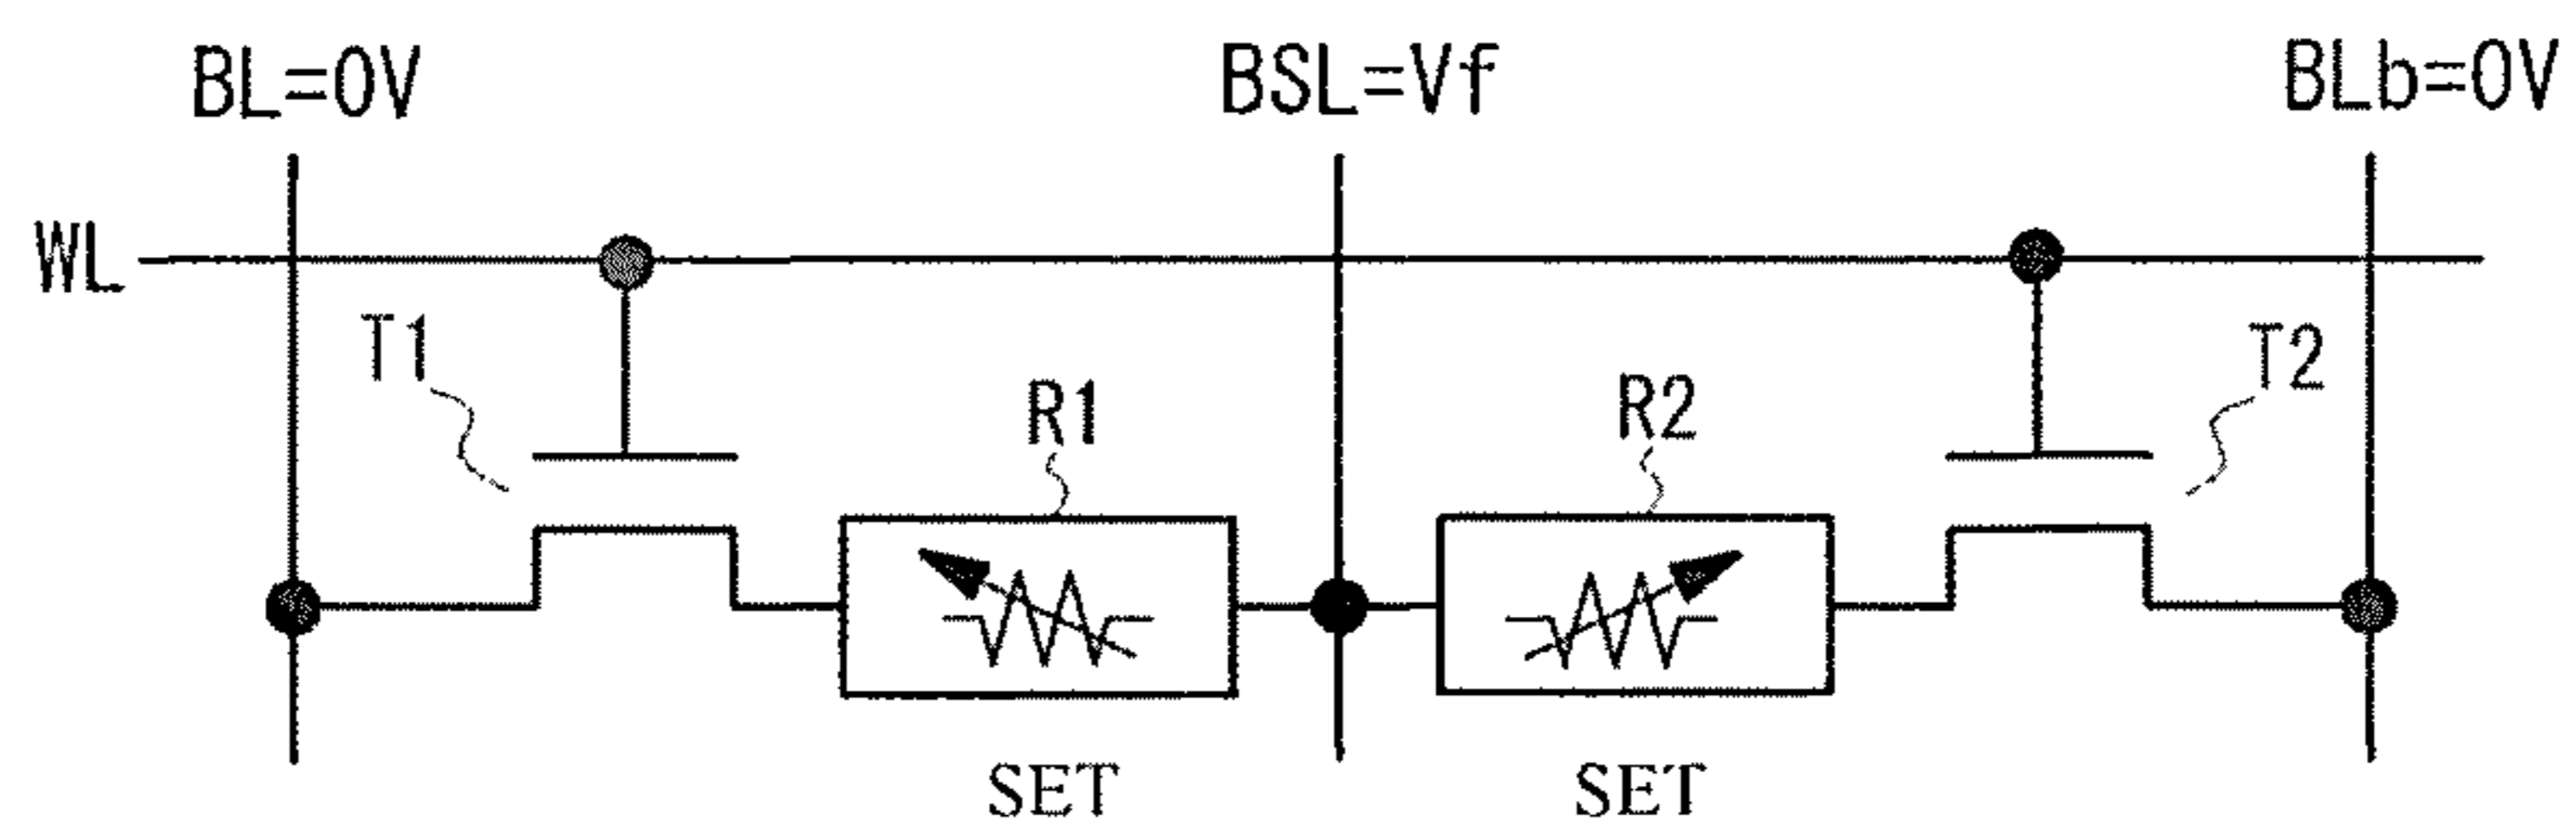 BL=0V BSL=Vf BLb=0V
WL
T1 R1 R2 T2
SET SET